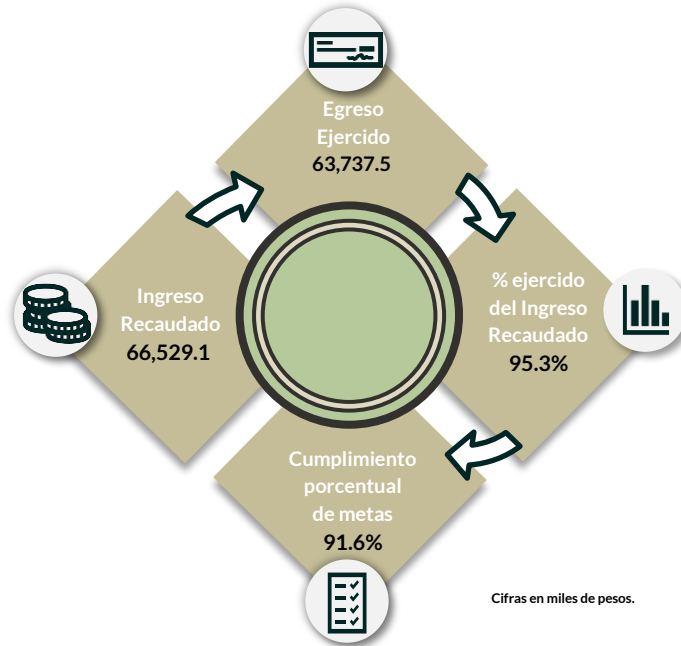 Egreso
Ejercido
63,737.5
Ingreso
Recaudado
66,529.1
% ejercido
del Ingreso
Recaudado
95.3%
Cumplimiento
porcentual
de metas
91.6%
Cifras en miles de pesos.